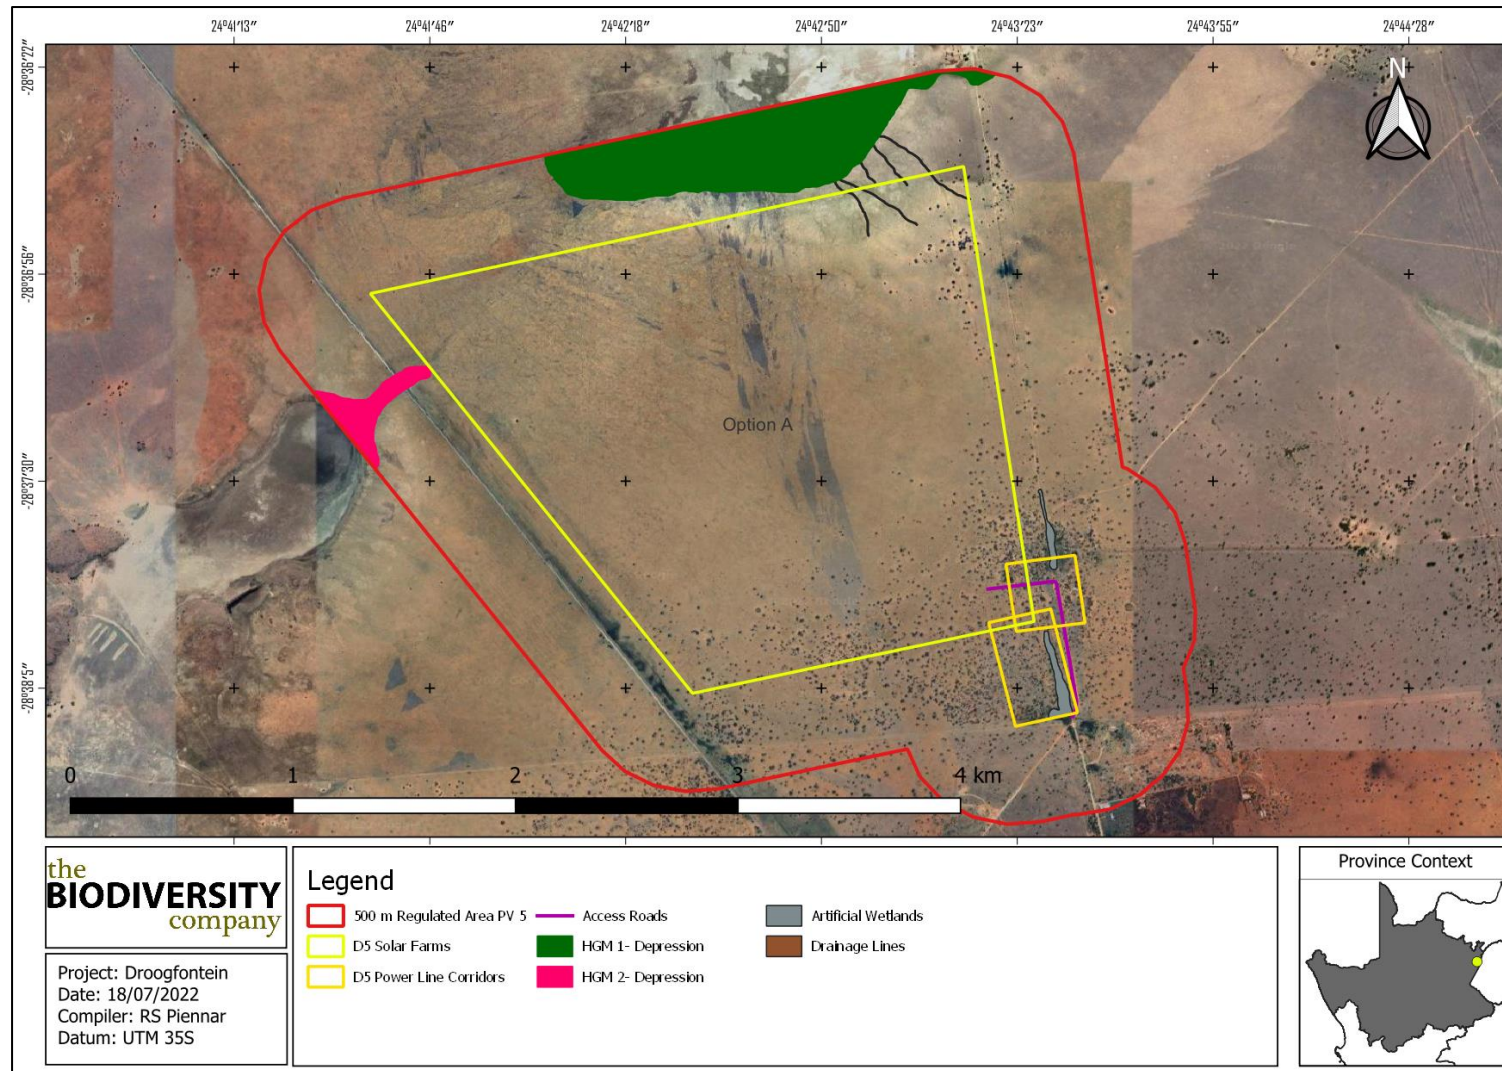 24°41'13" 24°41'46" 24°42'18" 24°42'50" 24°43'23" 24°43'55" 24°44'28"
-28°36'22"
-28°36'58"
-28°37'30"
-28°38'5"
N
Option A
0 1 2 3 4 km
the
BIODIVERSITY
company
Project: Droogfontein
Date: 18/07/2022
Compiler: RS Piennar
Datum: UTM 35S
Legend
500 m Regulated Area PV 5
D5 Solar Farms
D5 Power Line Corridors
Access Roads
HGM 1- Depression
HGM 2- Depression
Artificial Wetlands
Drainage Lines
Province Context